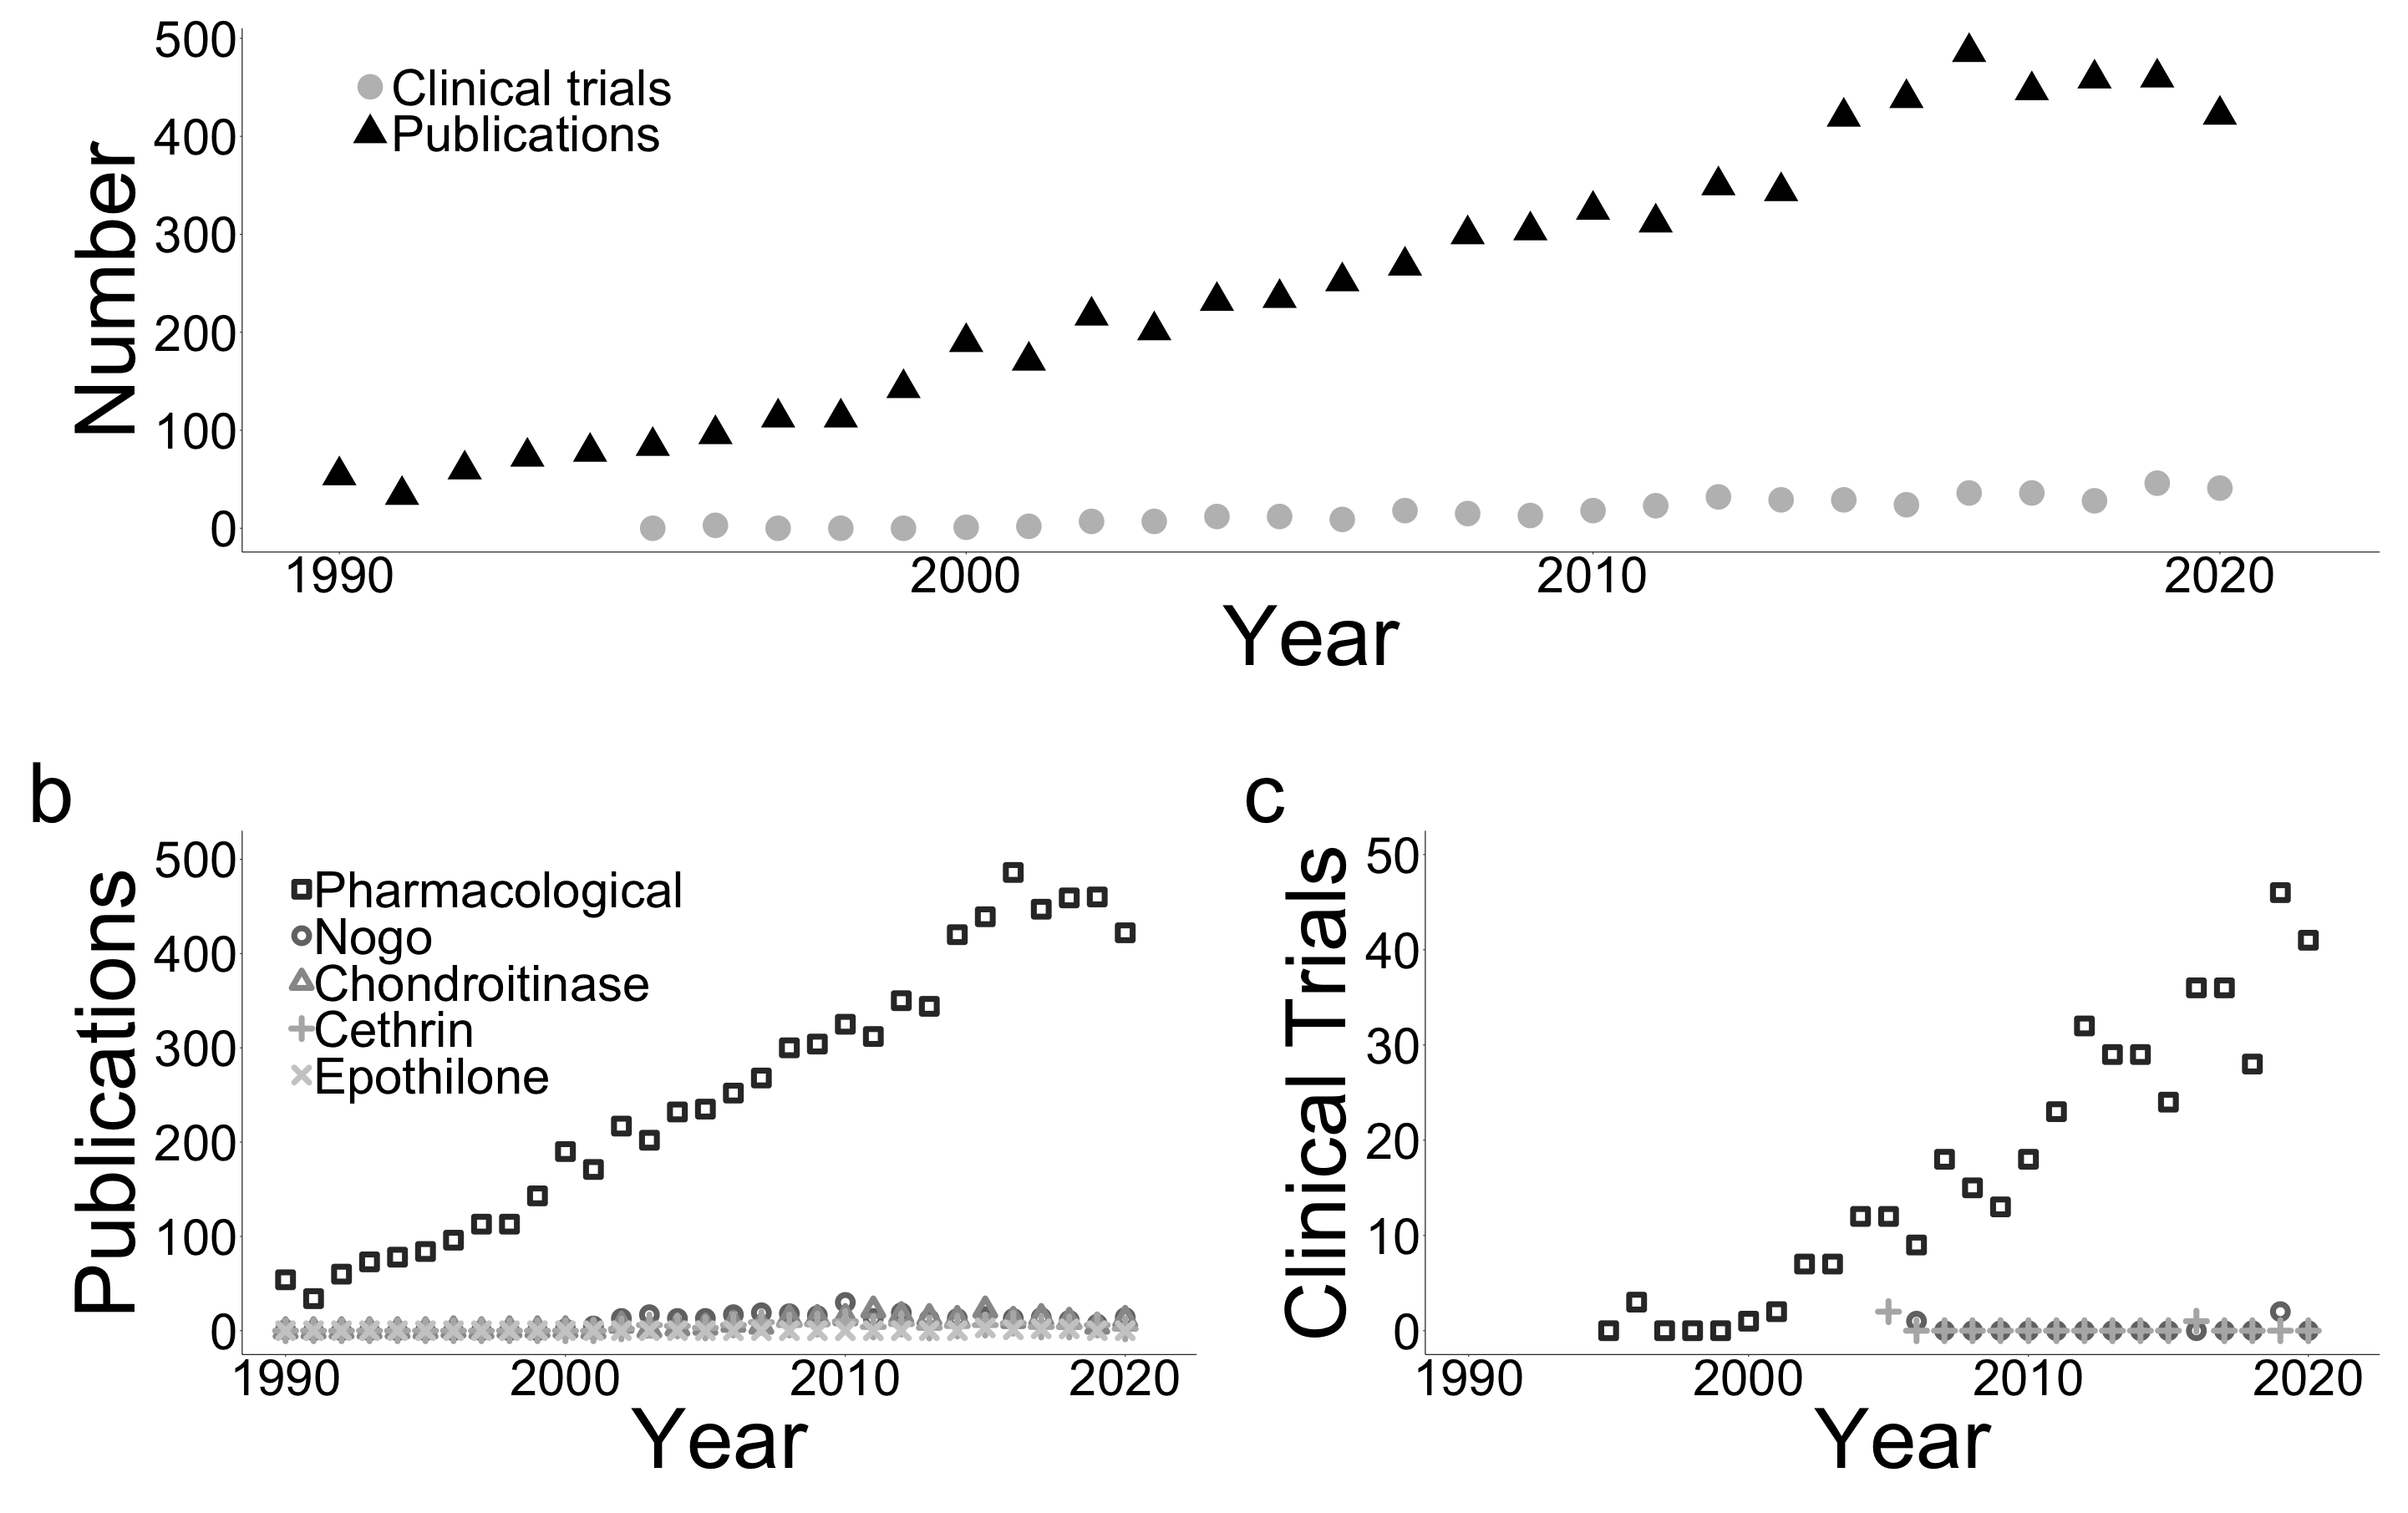 500
400
300
200
100
0
Number
Clinical trials
Publications
1990 2000 2010 2020
Year
b
500
400
300
200
100
0
Publications
Pharmacological
Nogo
Chondroitinase
Cethrin
Epothilone
1990 2000 2010 2020
Year
c
50
40
30
20
10
0
Clinical Trials
1990 2000 2010 2020
Year